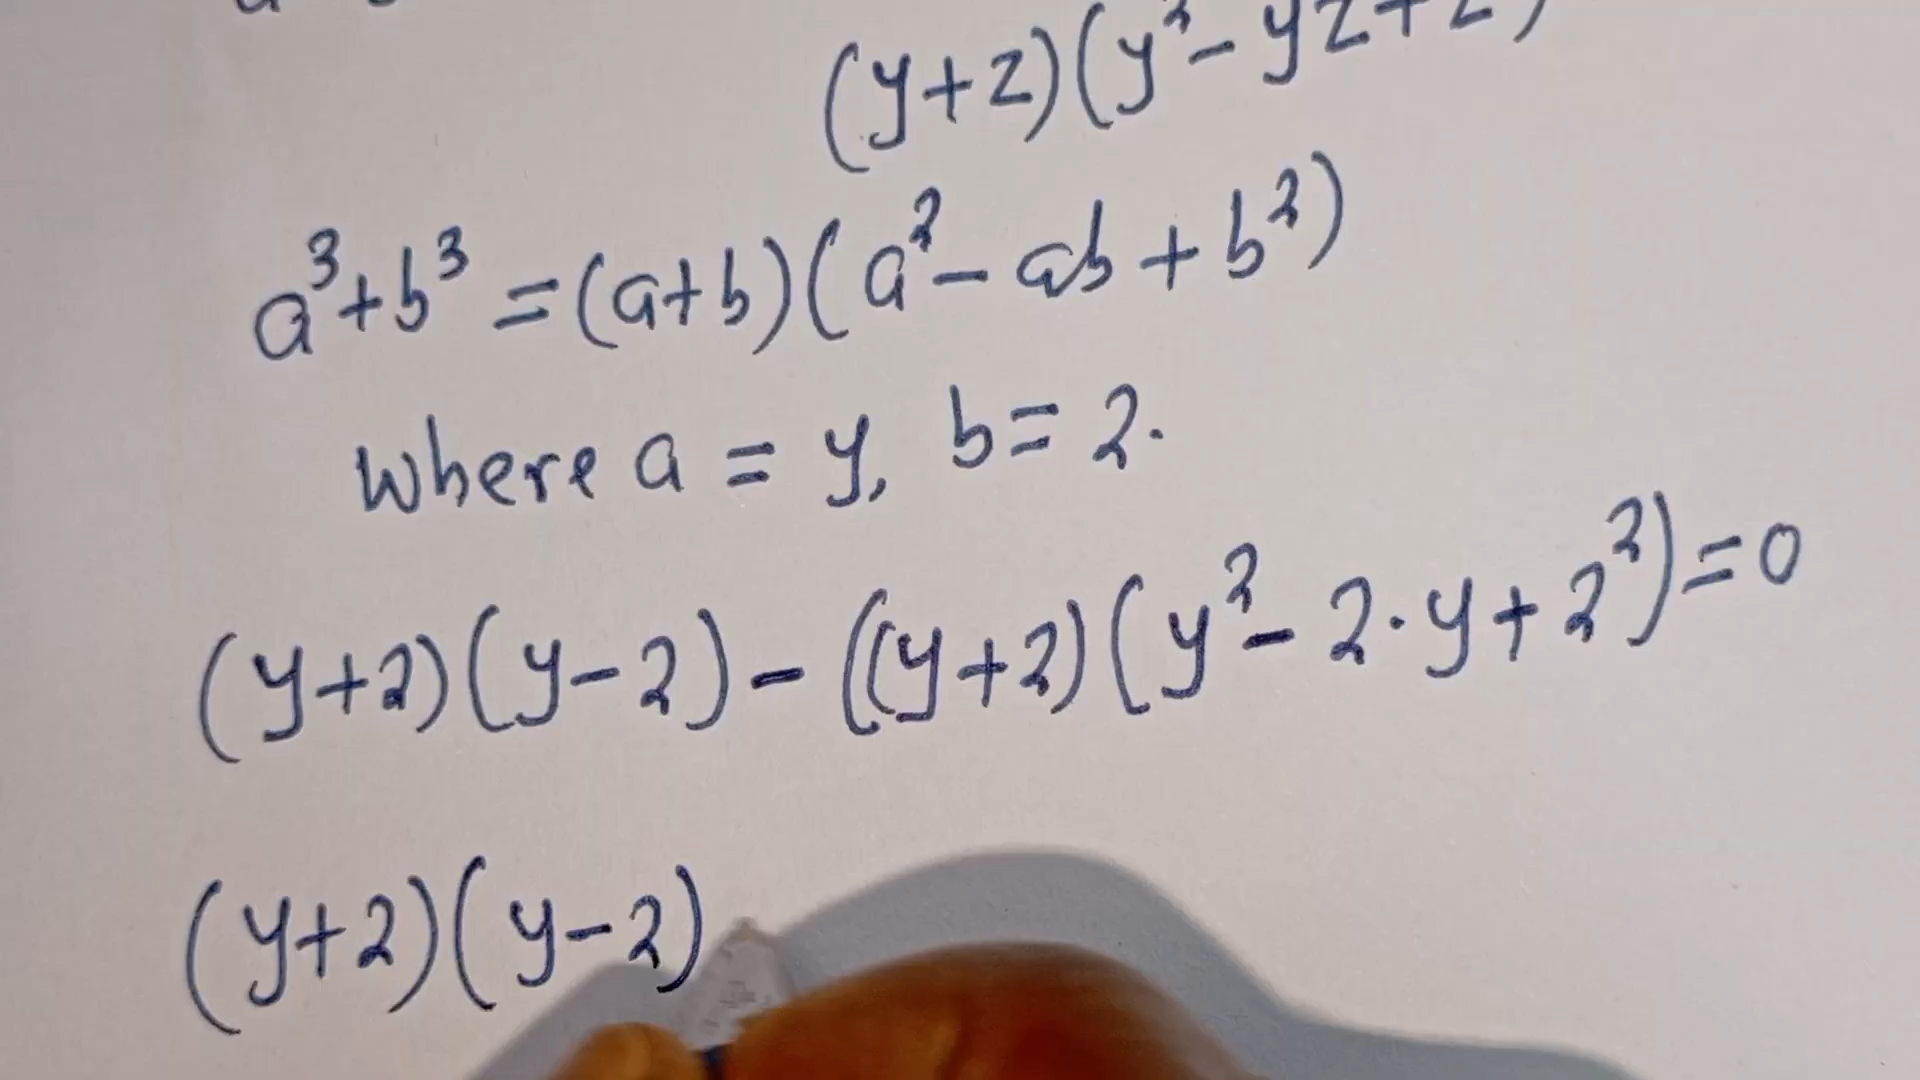 (y+z)(y²-yz+z²)
a³+b³=(a+b)(a²-ab+b²)
where a=y, b=2.
(y+2)(y-2)-((y+2)(y²-2·y+2²)=0
(y+2)(y-2)